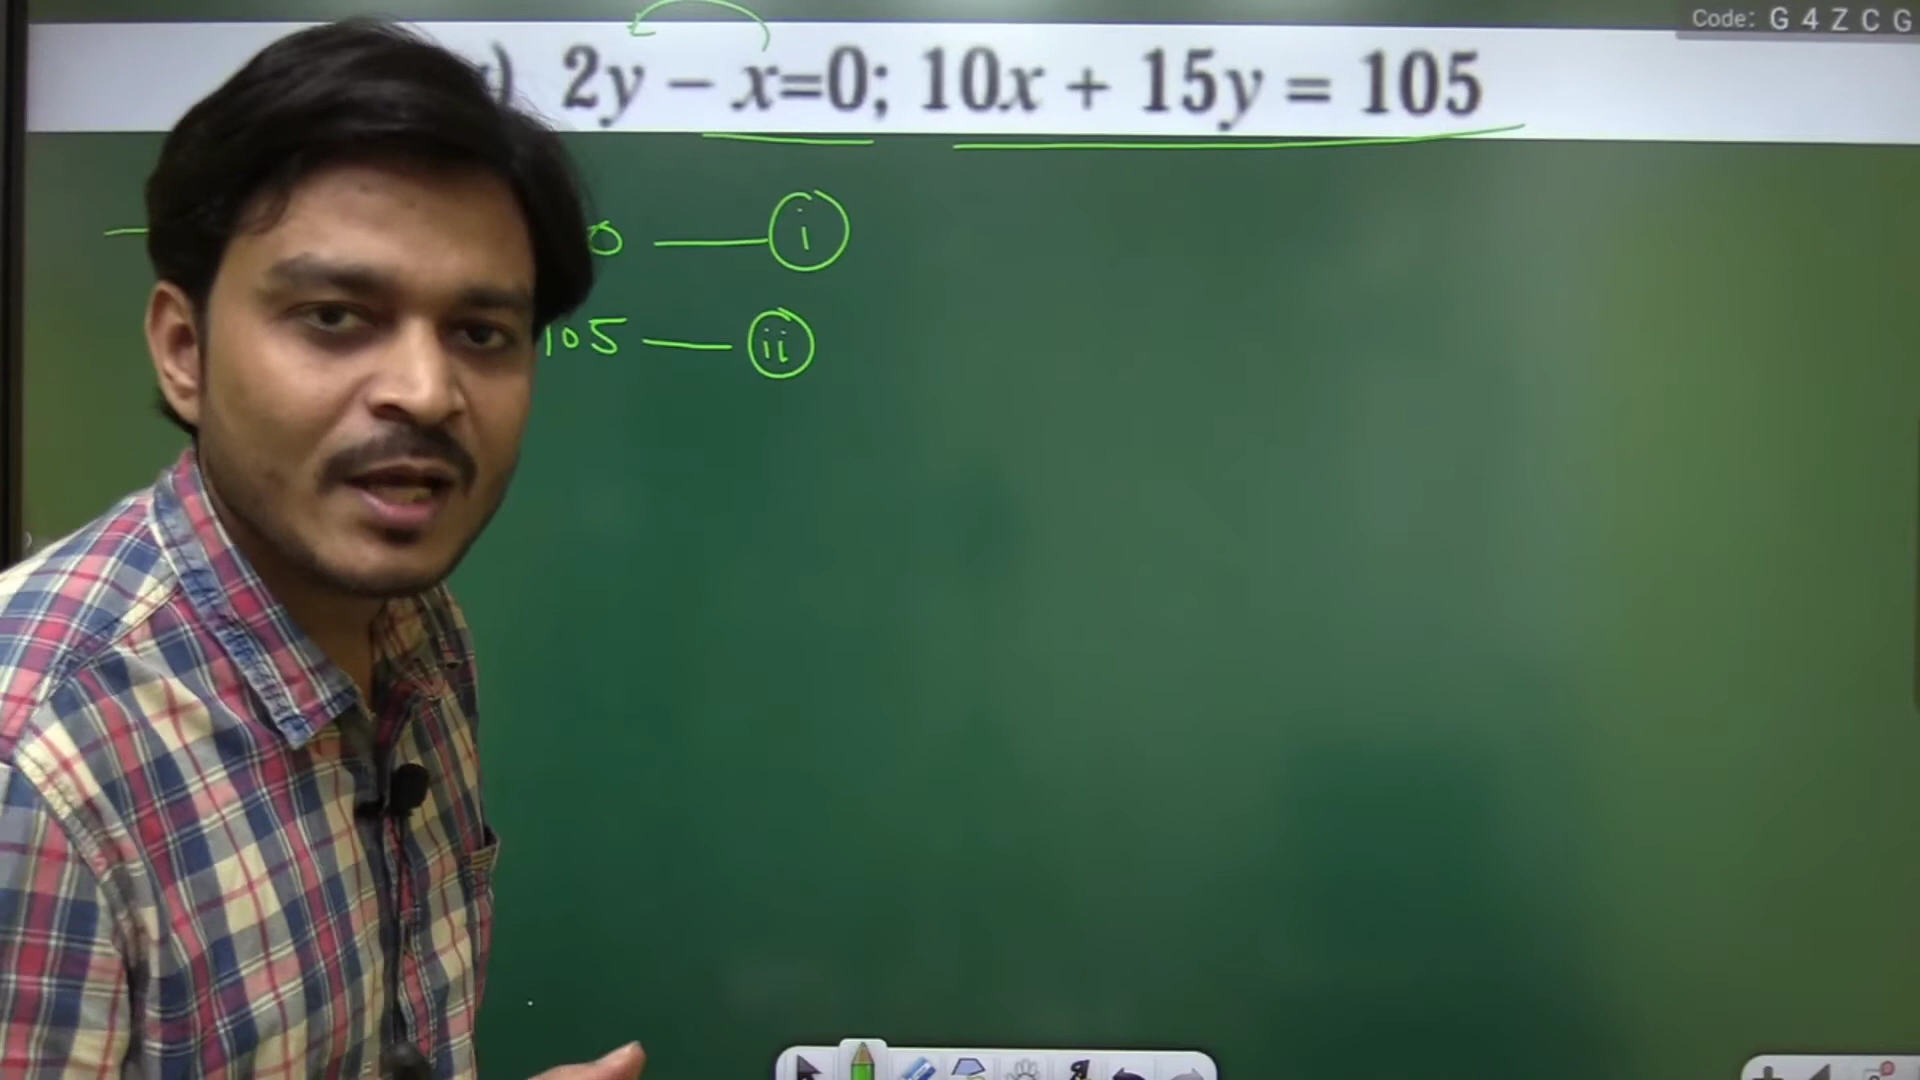 Code: G 4 Z C G
) 2y − x=0; 10x + 15y = 105
0 — i
105 — ii